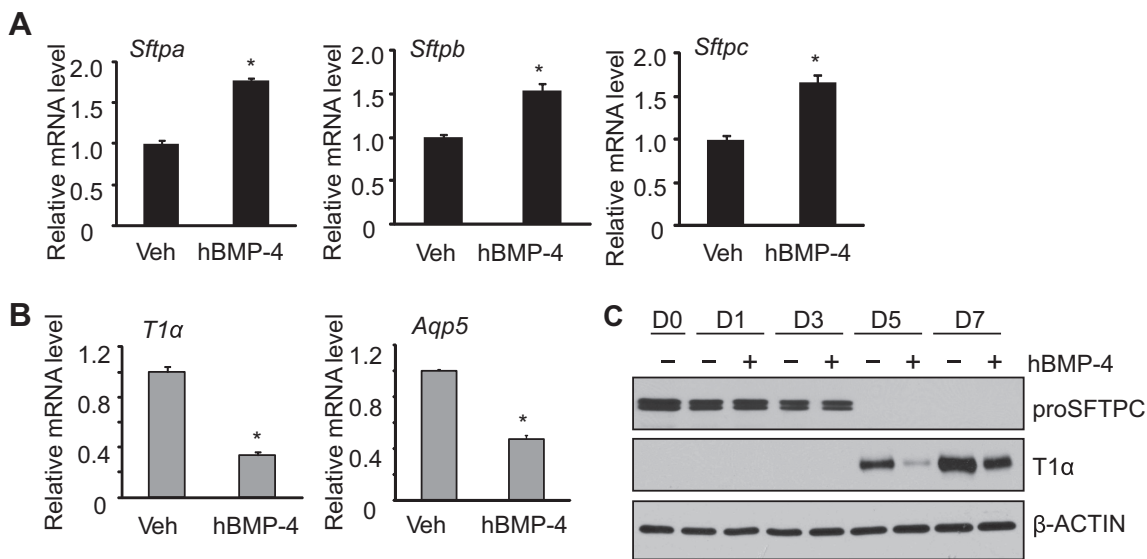 A
Sftpa
Relative mRNA level
2.0
1.5
1.0
0.5
0
*
Veh hBMP-4
Sftpb
Relative mRNA level
2.0
1.5
1.0
0.5
0
*
Veh hBMP-4
Sftpc
Relative mRNA level
2.0
1.5
1.0
0.5
0
*
Veh hBMP-4
B
T1α
Relative mRNA level
1.2
0.8
0.4
0
*
Veh hBMP-4
Aqp5
Relative mRNA level
1.2
0.8
0.4
0
*
Veh hBMP-4
C
D0 D1 D3 D5 D7
− − + − + − + − + hBMP-4
proSFTPC
T1α
β-ACTIN